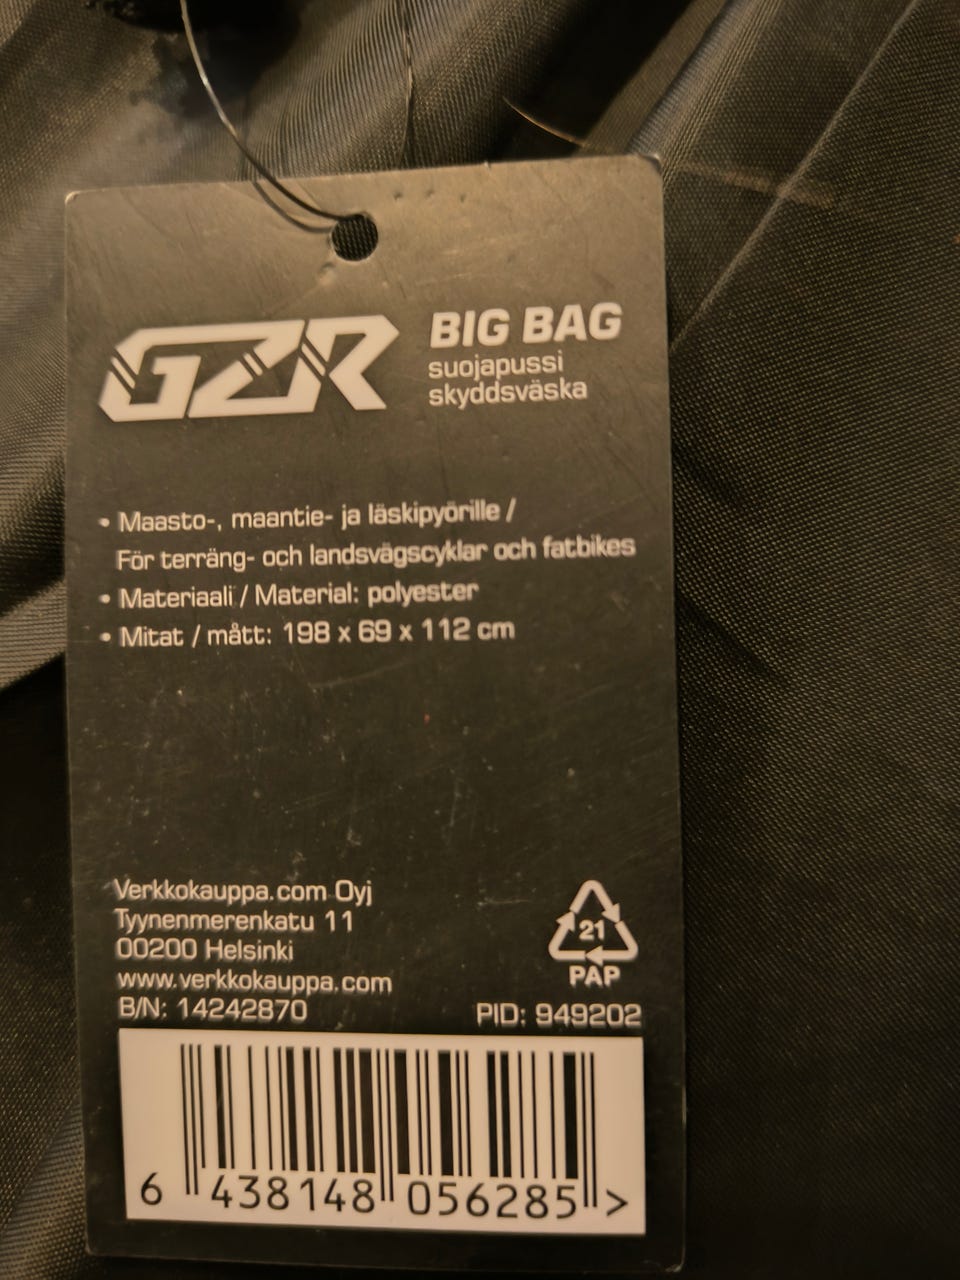 GZR
BIG BAG
suojapussi
skyddsväska
• Maasto-, maantie- ja läskipyörille /
För terräng- och landsvägscyklar och fatbikes
• Materiaali / Material: polyester
• Mitat / mått: 198 x 69 x 112 cm
Verkkokauppa.com Oyj
Tyynenmerenkatu 11
00200 Helsinki
www.verkkokauppa.com
B/N: 14242870
PID: 949202
21
PAP
6 438148 056285 >